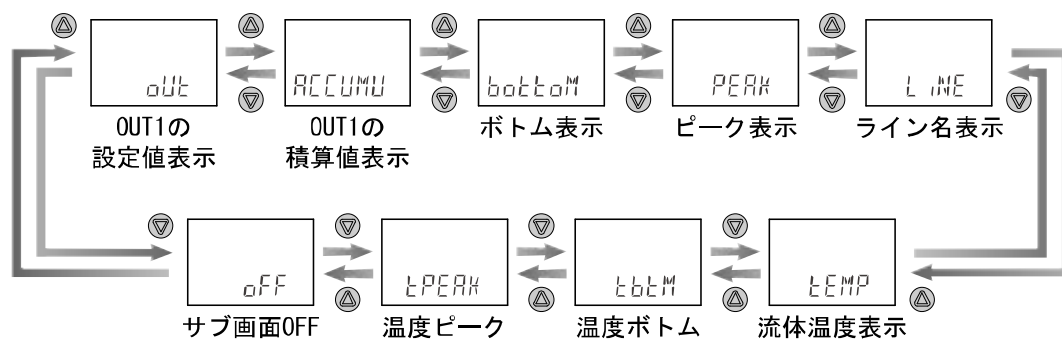 oUt
ACCUMU
bottoM
PEAK
LiNE
OUT1の
設定値表示
OUT1の
積算値表示
ボトム表示
ピーク表示
ライン名表示
oFF
tPEAK
tbtM
tEMP
サブ画面OFF
温度ピーク
温度ボトム
流体温度表示